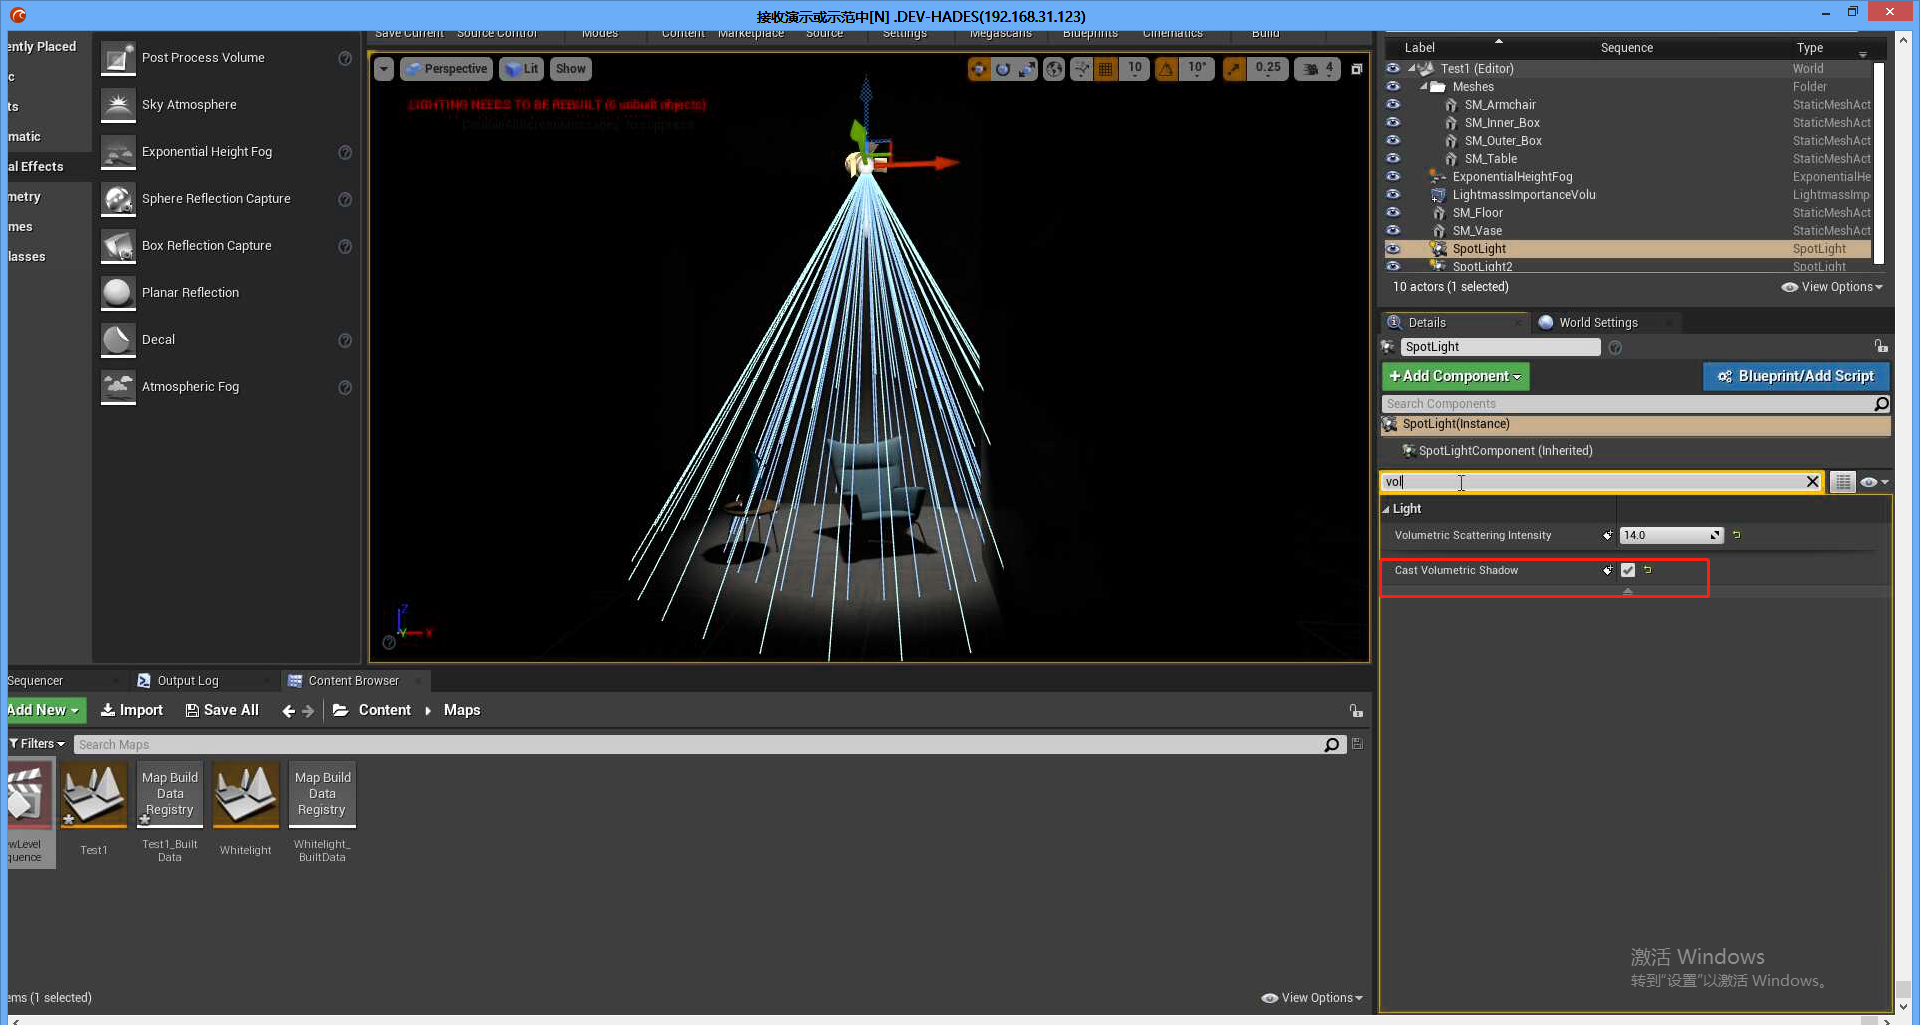 接收演示或示范中[N] .DEV-HADES(192.168.31.123)
Save Current Source Control Modes Content Marketplace Source Settings Megascans Blueprints Cinematics Build
ently Placed
c
ts
matic
al Effects
metry
mes
lasses
Post Process Volume
Sky Atmosphere
Exponential Height Fog
Sphere Reflection Capture
Box Reflection Capture
Planar Reflection
Decal
Atmospheric Fog
Perspective Lit Show 10 10° 0.25 4
LIGHTING NEEDS TO BE REBUILT (6 unbuilt objects)
Z
Y X
Label Sequence Type
Test1 (Editor) World
Meshes Folder
SM_Armchair StaticMeshAct
SM_Inner_Box StaticMeshAct
SM_Outer_Box StaticMeshAct
SM_Table StaticMeshAct
ExponentialHeightFog ExponentialHe
LightmassImportanceVolu LightmassImp
SM_Floor StaticMeshAct
SM_Vase StaticMeshAct
SpotLight SpotLight
SpotLight2 SpotLight
10 actors (1 selected) View Options
Details World Settings
SpotLight
+Add Component Blueprint/Add Script
Search Components
SpotLight(Instance)
SpotLightComponent (Inherited)
vol
Light
Volumetric Scattering Intensity 14.0
Cast Volumetric Shadow
Sequencer Output Log Content Browser
Add New Import Save All Content Maps
Filters Search Maps
ewLevel
quence
Test1
Map Build
Data
Registry
Test1_Built
Data
Whitelight
Map Build
Data
Registry
Whitelight_
BuiltData
ems (1 selected) View Options
激活 Windows
转到“设置”以激活 Windows。